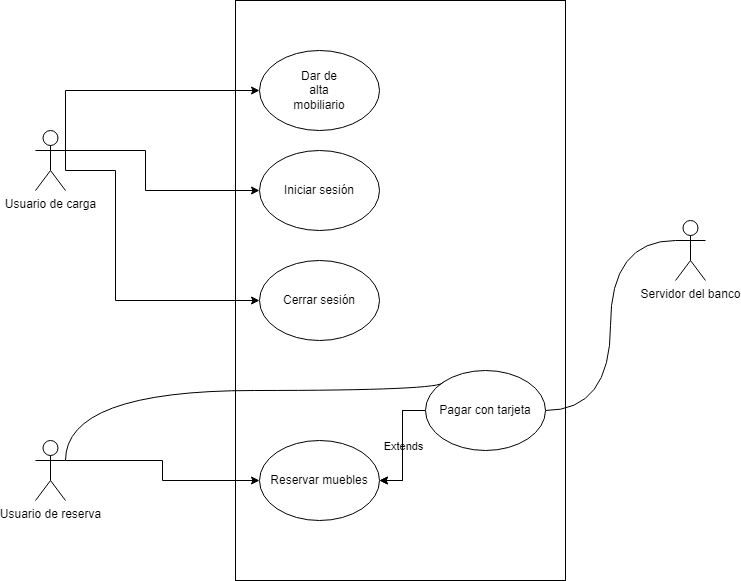 Dar de
alta
mobiliario
Usuario de carga
Iniciar sesión
Cerrar sesión
Servidor del banco
Pagar con tarjeta
Extends
Reservar muebles
Usuario de reserva